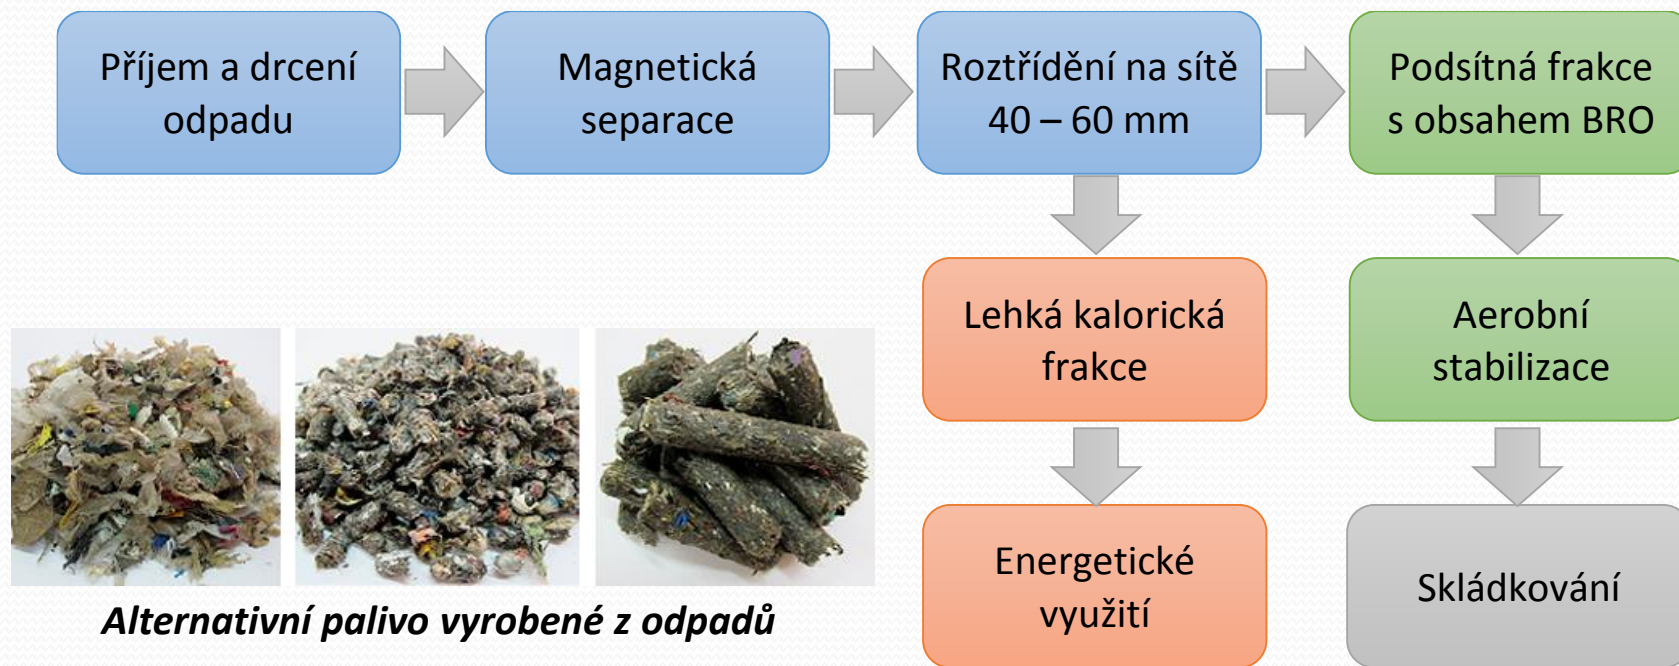 Příjem a drcení
odpadu
Magnetická
separace
Roztřídění na sítě
40 – 60 mm
Podsítná frakce
s obsahem BRO
Lehká kalorická
frakce
Aerobní
stabilizace
Energetické
využití
Skládkování
Alternativní palivo vyrobené z odpadů